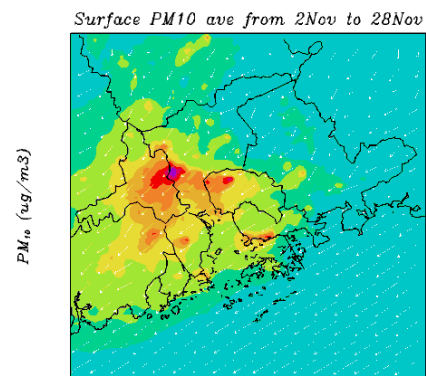 Surface PM10 ave from 2Nov to 28Nov
PM₁₀ (ug/m3)